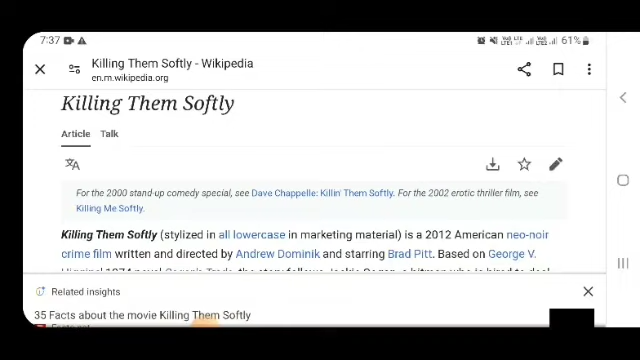 7:37
61%
Killing Them Softly - Wikipedia
en.m.wikipedia.org
Killing Them Softly
Article Talk
For the 2000 stand-up comedy special, see Dave Chappelle: Killin' Them Softly. For the 2002 erotic thriller film, see
Killing Me Softly.
Killing Them Softly (stylized in all lowercase in marketing material) is a 2012 American neo-noir
crime film written and directed by Andrew Dominik and starring Brad Pitt. Based on George V.
Related insights
35 Facts about the movie Killing Them Softly